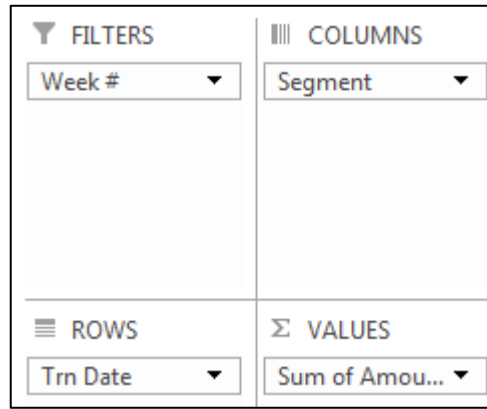 FILTERS
Week #
COLUMNS
Segment
ROWS
Trn Date
Σ VALUES
Sum of Amou...